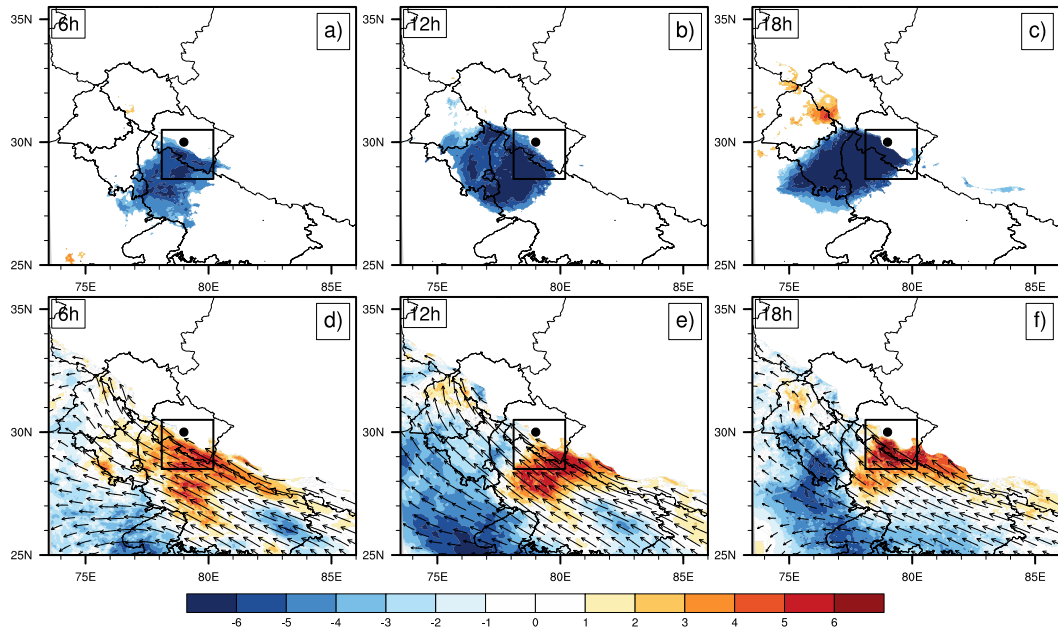 35N 6h a) 12h b) 18h c)
30N 30N 30N
25N 25N 25N
75E 80E 85E 75E 80E 85E 75E 80E 85E
35N 6h d) 35N 12h e) 35N 18h f)
30N 30N 30N
25N 25N 25N
75E 80E 85E 75E 80E 85E 75E 80E 85E
-6 -5 -4 -3 -2 -1 0 1 2 3 4 5 6